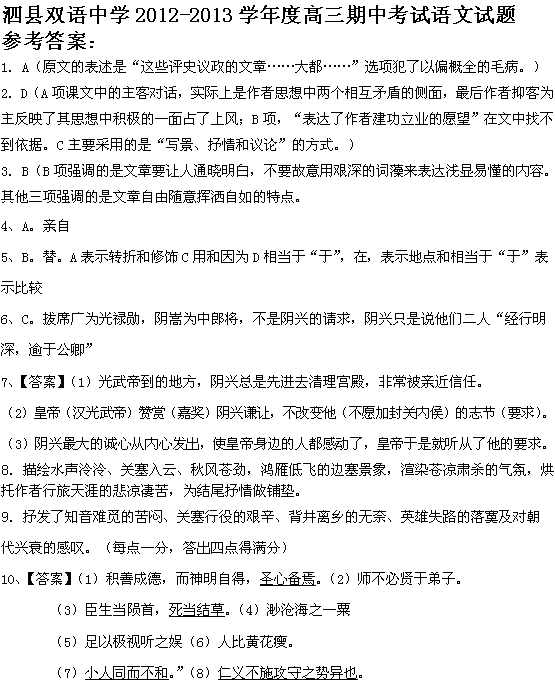 泗县双语中学2012-2013学年度高三期中考试语文试题
参考答案：
1. A（原文的表述是“这些评史议政的文章……大都……”选项犯了以偏概全的毛病。）
2. D（A项课文中的主客对话，实际上是作者思想中两个相互矛盾的侧面，最后作者抑客为
主反映了其思想中积极的一面占了上风；B项，“表达了作者建功立业的愿望”在文中找不
到依据。C主要采用的是“写景、抒情和议论”的方式。）
3. B（B项强调的是文章要让人通晓明白，不要故意用艰深的词藻来表达浅显易懂的内容。
其他三项强调的是文章自由随意挥洒自如的特点。
4、A。亲自
5、B。替。A表示转折和修饰C用和因为D相当于“于”，在，表示地点和相当于“于”表
示比较
6、C。拔席广为光禄勋，阴嵩为中郎将，不是阴兴的请求，阴兴只是说他们二人“经行明
深，逾于公卿”
7、【答案】（1）光武帝到的地方，阴兴总是先进去清理宫殿，非常被亲近信任。
（2）皇帝（汉光武帝）赞赏（嘉奖）阴兴谦让，不改变他（不愿加封关内侯）的志节（要求）。
（3）阴兴最大的诚心从内心发出，使皇帝身边的人都感动了，皇帝于是就听从了他的要求。
8. 描绘水声泠泠、关塞入云、秋风苍劲，鸿雁低飞的边塞景象，渲染苍凉肃杀的气氛，烘
托作者行旅天涯的悲凉凄苦，为结尾抒情做铺垫。
9. 抒发了知音难觅的苦闷、关塞行役的艰辛、背井离乡的无奈、英雄失路的落寞及对朝
代兴衰的感叹。（每点一分，答出四点得满分）
10、【答案】（1）积善成德，而神明自得，圣心备焉。（2）师不必贤于弟子。
（3）臣生当陨首，死当结草。（4）渺沧海之一粟
（5）足以极视听之娱（6）人比黄花瘦。
（7）小人同而不和。”（8）仁义不施攻守之势异也。